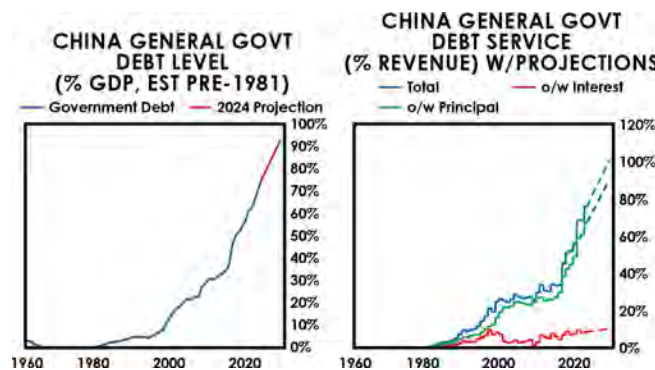 CHINA GENERAL GOVT
DEBT LEVEL
(% GDP, EST PRE-1981)
Government Debt 2024 Projection
100%
90%
80%
70%
60%
50%
40%
30%
20%
10%
0%
1960 1980 2000 2020
CHINA GENERAL GOVT
DEBT SERVICE
(% REVENUE) W/PROJECTIONS
Total o/w Interest
o/w Principal
120%
100%
80%
60%
40%
20%
0%
1960 1980 2000 2020